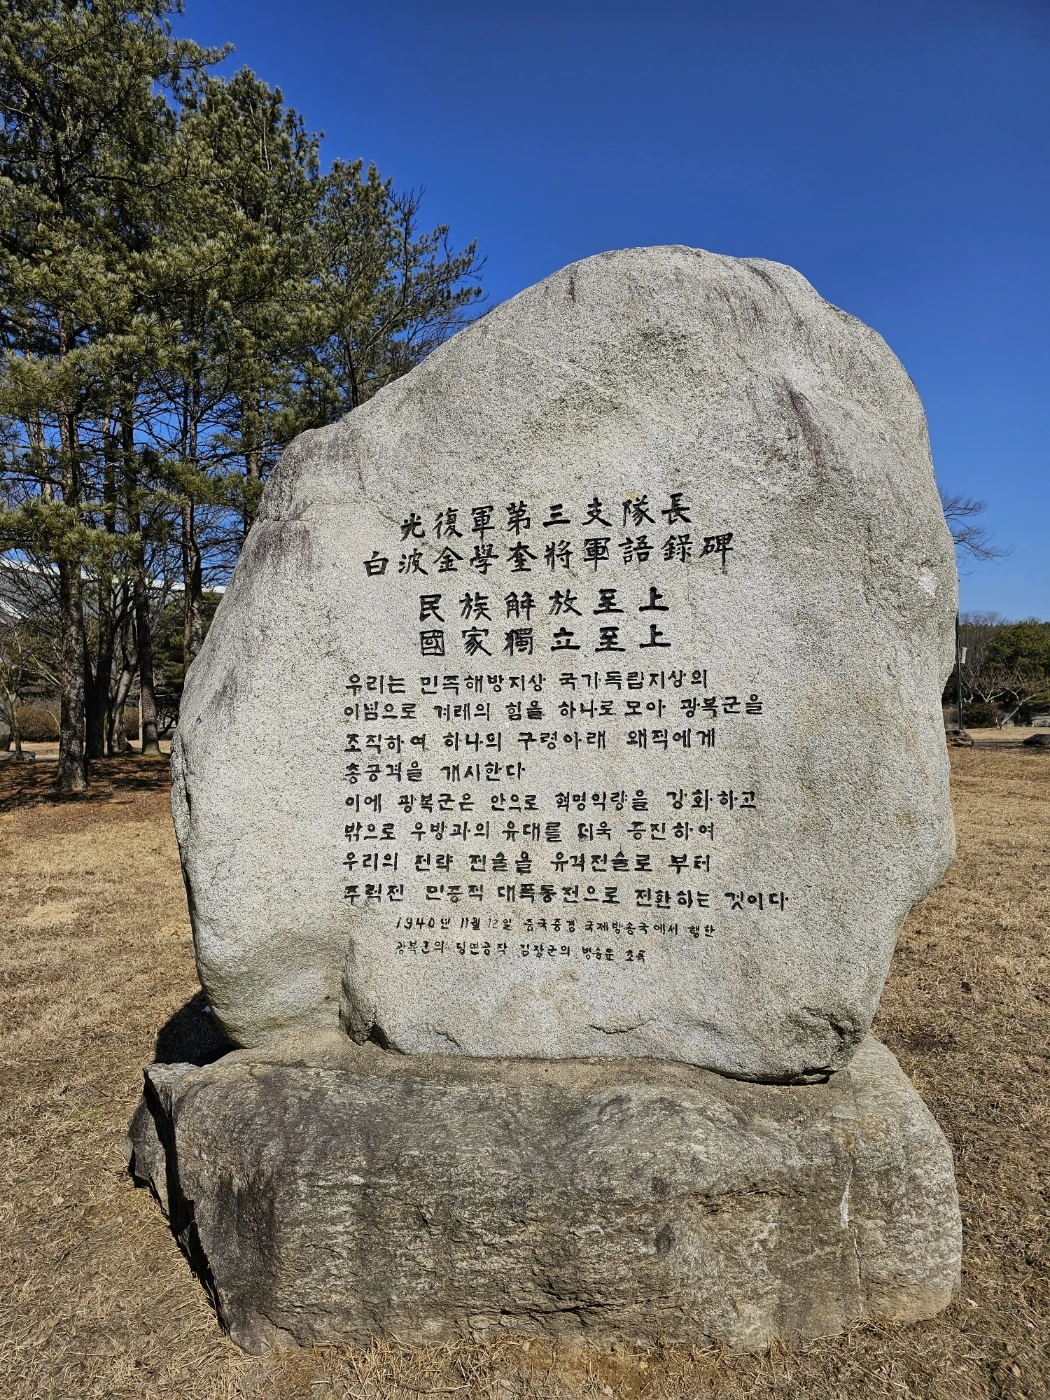 光復軍第三支隊長
白波金學奎將軍語錄碑
民族解放至上
國家獨立至上
우리는 민족해방지상 국가독립지상의
이념으로 겨레의 힘을 하나로 모아 광복군을
조직하여 하나의 구령아래 왜적에게
총공격을 개시한다
이에 광복군은 안으로 혁명역량을 강화하고
밖으로 우방과의 유대를 더욱 증진하여
우리의 전략 전술을 유격전술로 부터
주력전 민중적 대폭동전으로 전환하는 것이다
1940년 11월 12일 중국중경 국제방송국에서 행한
광복군의 김장군의 초록